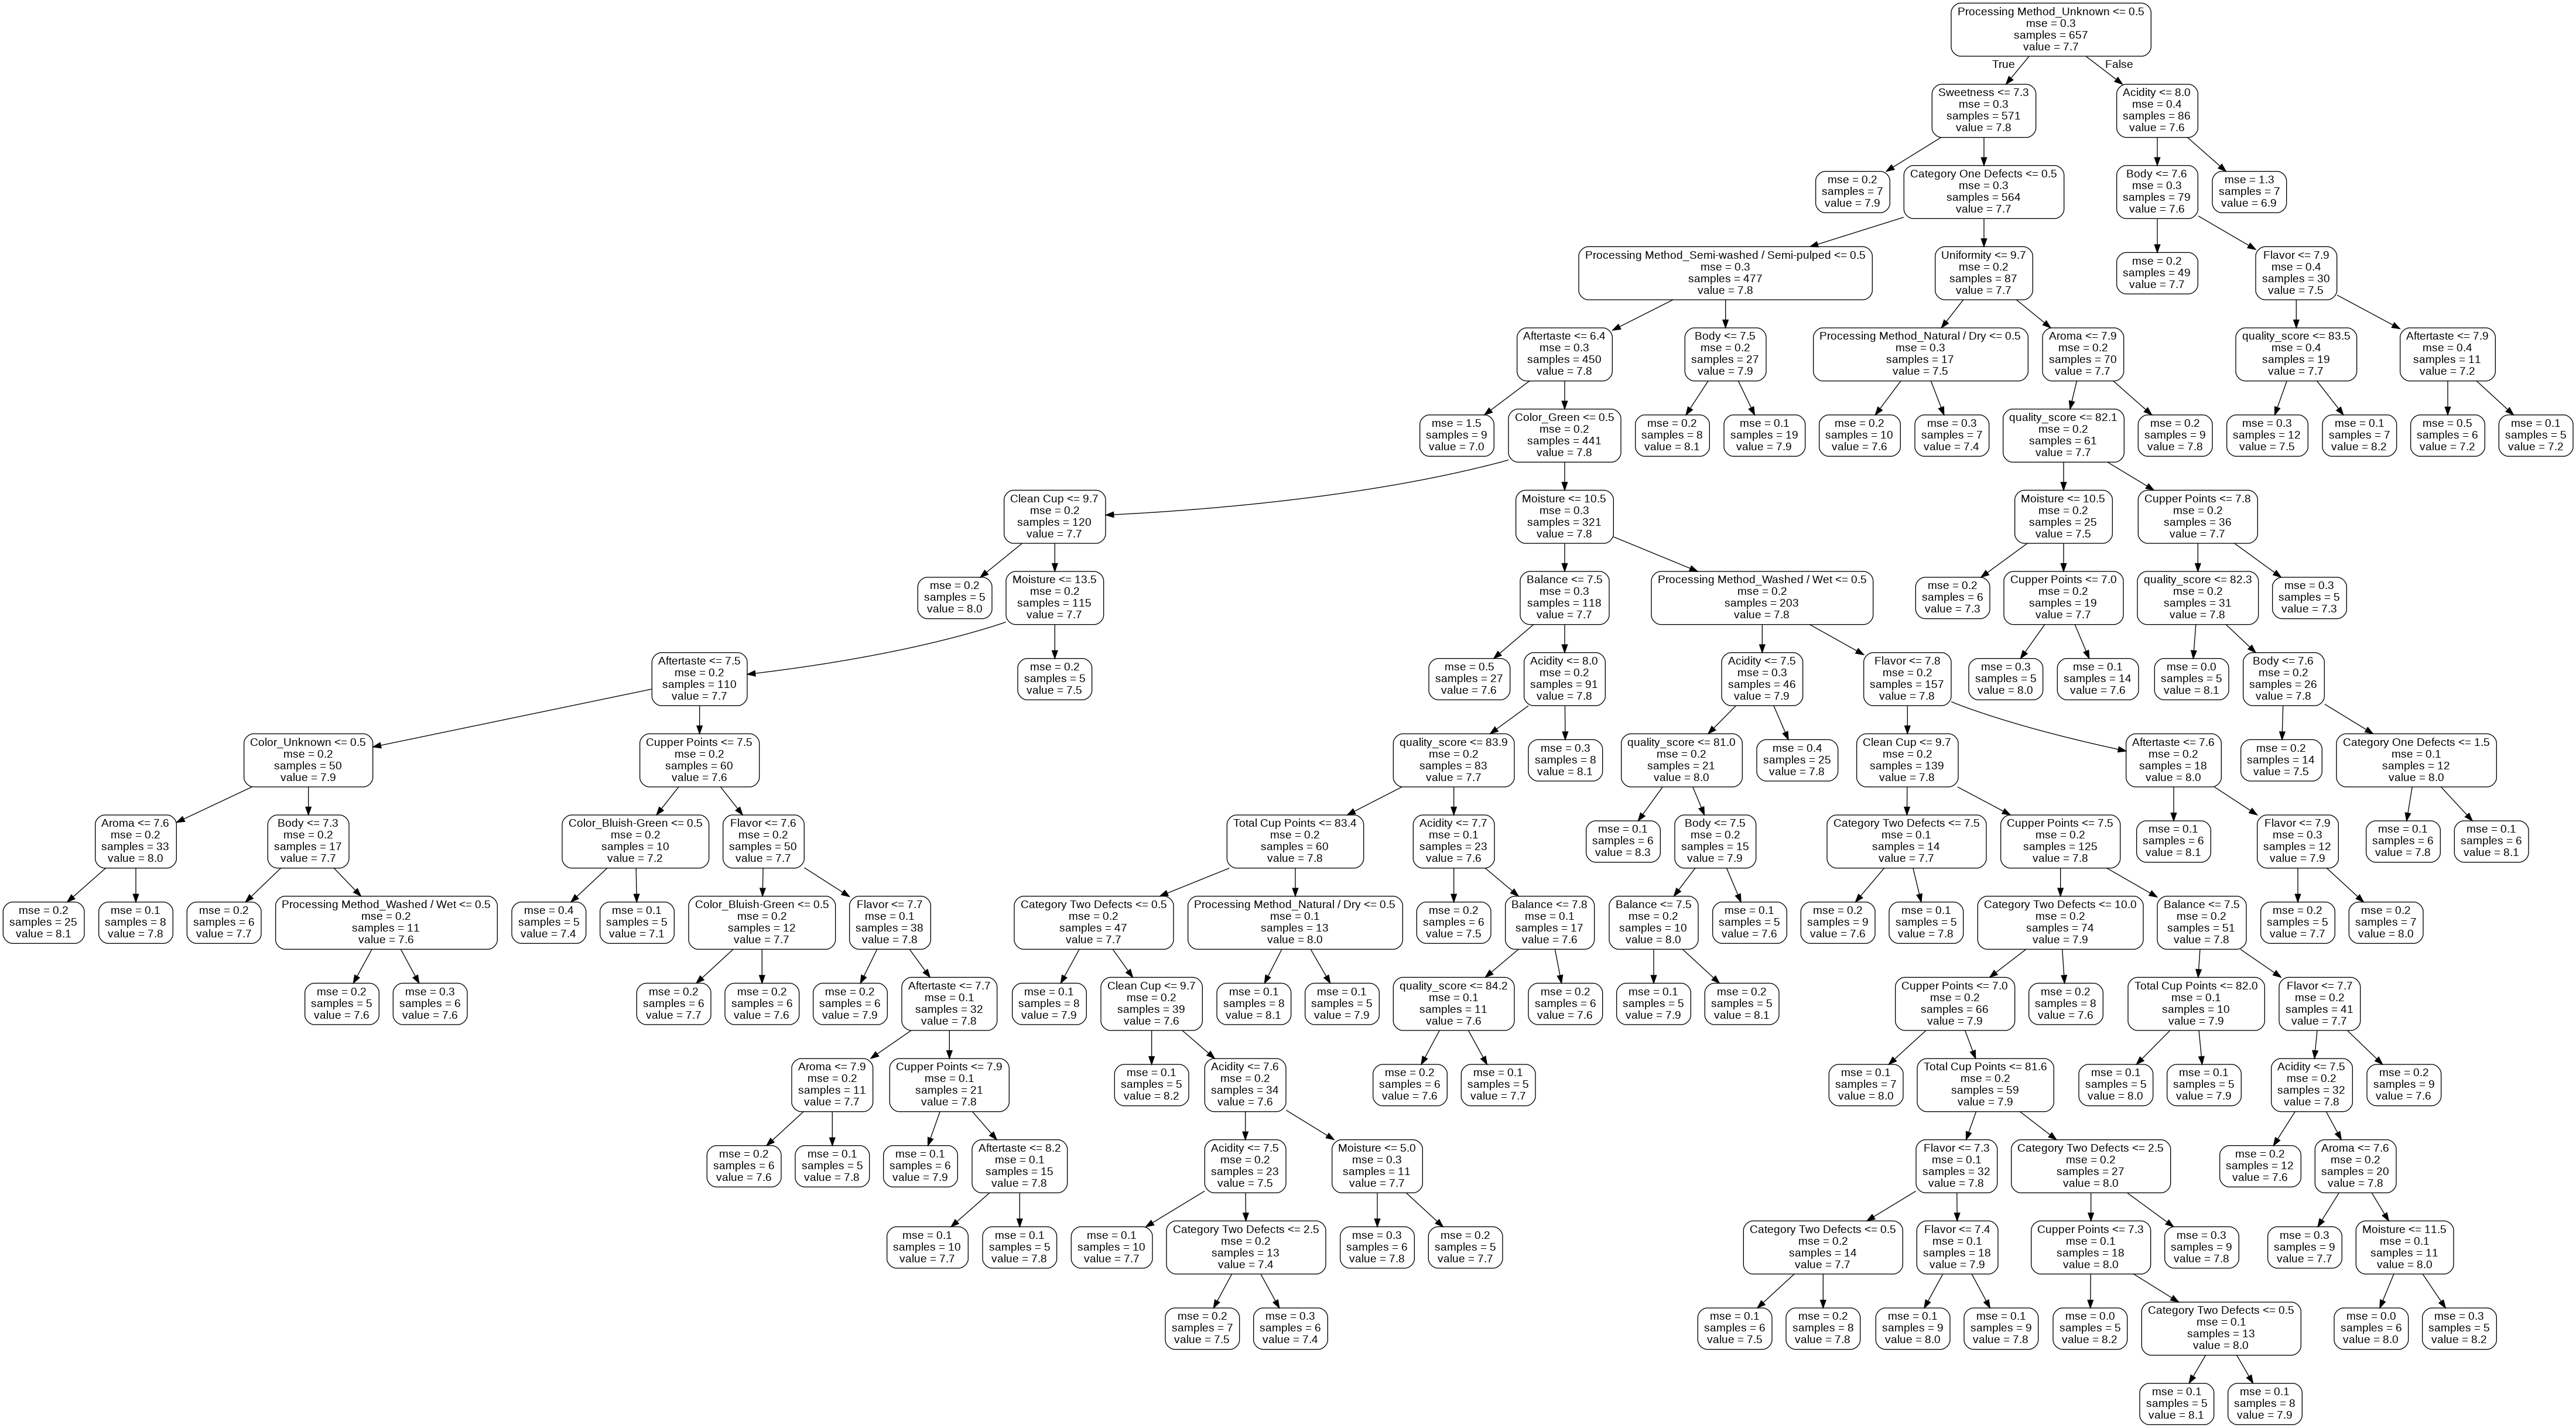 Processing Method_Unknown <= 0.5
mse = 0.3
samples = 657
value = 7.7
True
False
Sweetness <= 7.3
mse = 0.3
samples = 571
value = 7.8
Acidity <= 8.0
mse = 0.4
samples = 86
value = 7.6
mse = 0.2
samples = 7
value = 7.9
Category One Defects <= 0.5
mse = 0.3
samples = 564
value = 7.7
Body <= 7.6
mse = 0.3
samples = 79
value = 7.6
mse = 1.3
samples = 7
value = 6.9
Processing Method_Semi-washed / Semi-pulped <= 0.5
mse = 0.3
samples = 477
value = 7.8
Uniformity <= 9.7
mse = 0.2
samples = 87
value = 7.7
mse = 0.2
samples = 49
value = 7.7
Flavor <= 7.9
mse = 0.4
samples = 30
value = 7.5
Aftertaste <= 6.4
mse = 0.3
samples = 450
value = 7.8
Body <= 7.5
mse = 0.2
samples = 27
value = 7.9
Processing Method_Natural / Dry <= 0.5
mse = 0.3
samples = 17
value = 7.5
Aroma <= 7.9
mse = 0.2
samples = 70
value = 7.7
quality_score <= 83.5
mse = 0.4
samples = 19
value = 7.7
Aftertaste <= 7.9
mse = 0.4
samples = 11
value = 7.2
mse = 1.5
samples = 9
value = 7.0
Color_Green <= 0.5
mse = 0.2
samples = 441
value = 7.8
mse = 0.2
samples = 8
value = 8.1
mse = 0.1
samples = 19
value = 7.9
mse = 0.2
samples = 10
value = 7.6
mse = 0.3
samples = 7
value = 7.4
quality_score <= 82.1
mse = 0.2
samples = 61
value = 7.7
mse = 0.2
samples = 9
value = 7.8
mse = 0.3
samples = 12
value = 7.5
mse = 0.1
samples = 7
value = 8.2
mse = 0.5
samples = 6
value = 7.2
mse = 0.1
samples = 5
value = 7.2
Clean Cup <= 9.7
mse = 0.2
samples = 120
value = 7.7
Moisture <= 10.5
mse = 0.3
samples = 321
value = 7.8
Moisture <= 10.5
mse = 0.2
samples = 25
value = 7.5
Cupper Points <= 7.8
mse = 0.2
samples = 36
value = 7.7
mse = 0.2
samples = 5
value = 8.0
Moisture <= 13.5
mse = 0.2
samples = 115
value = 7.7
Balance <= 7.5
mse = 0.3
samples = 118
value = 7.7
Processing Method_Washed / Wet <= 0.5
mse = 0.2
samples = 203
value = 7.8
mse = 0.2
samples = 6
value = 7.3
Cupper Points <= 7.0
mse = 0.2
samples = 19
value = 7.7
quality_score <= 82.3
mse = 0.2
samples = 31
value = 7.8
mse = 0.3
samples = 5
value = 7.3
Aftertaste <= 7.5
mse = 0.2
samples = 110
value = 7.7
mse = 0.2
samples = 5
value = 7.5
mse = 0.5
samples = 27
value = 7.6
Acidity <= 8.0
mse = 0.2
samples = 91
value = 7.8
Acidity <= 7.5
mse = 0.3
samples = 46
value = 7.9
Flavor <= 7.8
mse = 0.2
samples = 157
value = 7.8
mse = 0.3
samples = 5
value = 8.0
mse = 0.1
samples = 14
value = 7.6
mse = 0.0
samples = 5
value = 8.1
Body <= 7.6
mse = 0.2
samples = 26
value = 7.8
Color_Unknown <= 0.5
mse = 0.2
samples = 50
value = 7.9
Cupper Points <= 7.5
mse = 0.2
samples = 60
value = 7.6
quality_score <= 83.9
mse = 0.2
samples = 83
value = 7.7
mse = 0.3
samples = 8
value = 8.1
quality_score <= 81.0
mse = 0.2
samples = 21
value = 8.0
mse = 0.4
samples = 25
value = 7.8
Clean Cup <= 9.7
mse = 0.2
samples = 139
value = 7.8
Aftertaste <= 7.6
mse = 0.2
samples = 18
value = 8.0
mse = 0.2
samples = 14
value = 7.5
Category One Defects <= 1.5
mse = 0.1
samples = 12
value = 8.0
Aroma <= 7.6
mse = 0.2
samples = 33
value = 8.0
Body <= 7.3
mse = 0.2
samples = 17
value = 7.7
Color_Bluish-Green <= 0.5
mse = 0.2
samples = 10
value = 7.2
Flavor <= 7.6
mse = 0.2
samples = 50
value = 7.7
Total Cup Points <= 83.4
mse = 0.2
samples = 60
value = 7.8
Acidity <= 7.7
mse = 0.1
samples = 23
value = 7.6
mse = 0.1
samples = 6
value = 8.3
Body <= 7.5
mse = 0.2
samples = 15
value = 7.9
Category Two Defects <= 7.5
mse = 0.1
samples = 14
value = 7.7
Cupper Points <= 7.5
mse = 0.2
samples = 125
value = 7.8
mse = 0.1
samples = 6
value = 8.1
Flavor <= 7.9
mse = 0.3
samples = 12
value = 7.9
mse = 0.1
samples = 6
value = 7.8
mse = 0.1
samples = 6
value = 8.1
mse = 0.2
samples = 25
value = 8.1
mse = 0.1
samples = 8
value = 7.8
mse = 0.2
samples = 6
value = 7.7
Processing Method_Washed / Wet <= 0.5
mse = 0.2
samples = 11
value = 7.6
mse = 0.4
samples = 5
value = 7.4
mse = 0.1
samples = 5
value = 7.1
Color_Bluish-Green <= 0.5
mse = 0.2
samples = 12
value = 7.7
Flavor <= 7.7
mse = 0.1
samples = 38
value = 7.8
Category Two Defects <= 0.5
mse = 0.2
samples = 47
value = 7.7
Processing Method_Natural / Dry <= 0.5
mse = 0.1
samples = 13
value = 8.0
mse = 0.2
samples = 6
value = 7.5
Balance <= 7.8
mse = 0.1
samples = 17
value = 7.6
Balance <= 7.5
mse = 0.2
samples = 10
value = 8.0
mse = 0.1
samples = 5
value = 7.6
mse = 0.2
samples = 9
value = 7.6
mse = 0.1
samples = 5
value = 7.8
Category Two Defects <= 10.0
mse = 0.2
samples = 74
value = 7.9
Balance <= 7.5
mse = 0.2
samples = 51
value = 7.8
mse = 0.2
samples = 5
value = 7.7
mse = 0.2
samples = 7
value = 8.0
mse = 0.2
samples = 5
value = 7.6
mse = 0.3
samples = 6
value = 7.6
mse = 0.2
samples = 6
value = 7.7
mse = 0.2
samples = 6
value = 7.6
mse = 0.2
samples = 6
value = 7.9
Aftertaste <= 7.7
mse = 0.1
samples = 32
value = 7.8
mse = 0.1
samples = 8
value = 7.9
Clean Cup <= 9.7
mse = 0.2
samples = 39
value = 7.6
mse = 0.1
samples = 8
value = 8.1
mse = 0.1
samples = 5
value = 7.9
quality_score <= 84.2
mse = 0.1
samples = 11
value = 7.6
mse = 0.2
samples = 6
value = 7.6
mse = 0.1
samples = 5
value = 7.9
mse = 0.2
samples = 5
value = 8.1
Cupper Points <= 7.0
mse = 0.2
samples = 66
value = 7.9
mse = 0.2
samples = 8
value = 7.6
Total Cup Points <= 82.0
mse = 0.1
samples = 10
value = 7.9
Flavor <= 7.7
mse = 0.2
samples = 41
value = 7.7
Aroma <= 7.9
mse = 0.2
samples = 11
value = 7.7
Cupper Points <= 7.9
mse = 0.1
samples = 21
value = 7.8
mse = 0.1
samples = 5
value = 8.2
Acidity <= 7.6
mse = 0.2
samples = 34
value = 7.6
mse = 0.2
samples = 6
value = 7.6
mse = 0.1
samples = 5
value = 7.7
mse = 0.1
samples = 7
value = 8.0
Total Cup Points <= 81.6
mse = 0.2
samples = 59
value = 7.9
mse = 0.1
samples = 5
value = 8.0
mse = 0.1
samples = 5
value = 7.9
Acidity <= 7.5
mse = 0.2
samples = 32
value = 7.8
mse = 0.2
samples = 9
value = 7.6
mse = 0.2
samples = 6
value = 7.6
mse = 0.1
samples = 5
value = 7.8
mse = 0.1
samples = 6
value = 7.9
Aftertaste <= 8.2
mse = 0.1
samples = 15
value = 7.8
Acidity <= 7.5
mse = 0.2
samples = 23
value = 7.5
Moisture <= 5.0
mse = 0.3
samples = 11
value = 7.7
Flavor <= 7.3
mse = 0.1
samples = 32
value = 7.8
Category Two Defects <= 2.5
mse = 0.2
samples = 27
value = 8.0
mse = 0.2
samples = 12
value = 7.6
Aroma <= 7.6
mse = 0.2
samples = 20
value = 7.8
mse = 0.1
samples = 10
value = 7.7
mse = 0.1
samples = 5
value = 7.8
mse = 0.1
samples = 10
value = 7.7
Category Two Defects <= 2.5
mse = 0.2
samples = 13
value = 7.4
mse = 0.3
samples = 6
value = 7.8
mse = 0.2
samples = 5
value = 7.7
Category Two Defects <= 0.5
mse = 0.2
samples = 14
value = 7.7
Flavor <= 7.4
mse = 0.1
samples = 18
value = 7.9
Cupper Points <= 7.3
mse = 0.1
samples = 18
value = 8.0
mse = 0.3
samples = 9
value = 7.8
mse = 0.3
samples = 9
value = 7.7
Moisture <= 11.5
mse = 0.1
samples = 11
value = 8.0
mse = 0.2
samples = 7
value = 7.5
mse = 0.3
samples = 6
value = 7.4
mse = 0.1
samples = 6
value = 7.5
mse = 0.2
samples = 8
value = 7.8
mse = 0.1
samples = 9
value = 8.0
mse = 0.1
samples = 9
value = 7.8
mse = 0.0
samples = 5
value = 8.2
Category Two Defects <= 0.5
mse = 0.1
samples = 13
value = 8.0
mse = 0.0
samples = 6
value = 8.0
mse = 0.3
samples = 5
value = 8.2
mse = 0.1
samples = 5
value = 8.1
mse = 0.1
samples = 8
value = 7.9